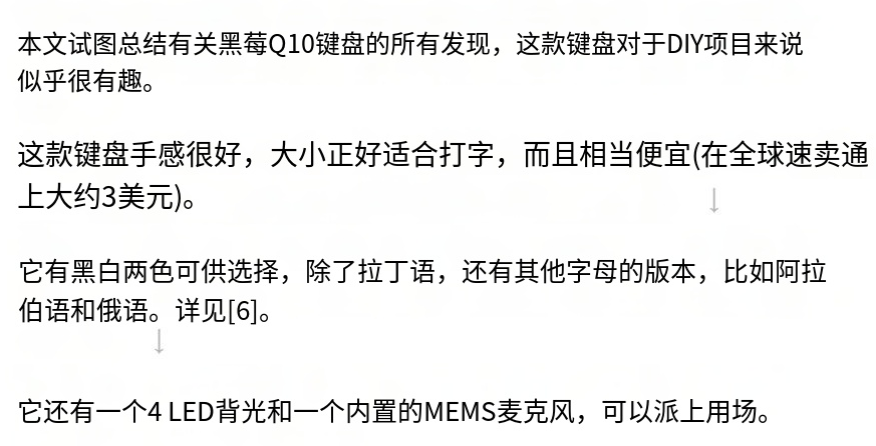 本文试图总结有关黑莓Q10键盘的所有发现，这款键盘对于DIY项目来说
似乎很有趣。
这款键盘手感很好，大小正好适合打字，而且相当便宜(在全球速卖通
上大约3美元)。
↓
它有黑白两色可供选择，除了拉丁语，还有其他字母的版本，比如阿拉
伯语和俄语。详见[6]。
↓
它还有一个4 LED背光和一个内置的MEMS麦克风，可以派上用场。